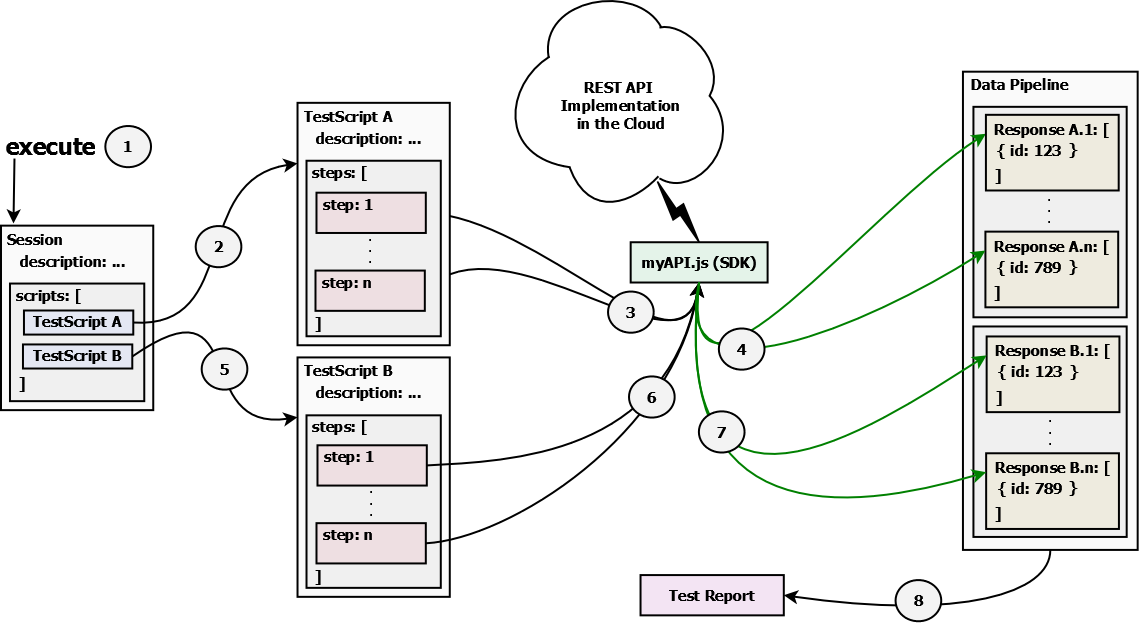 execute
1
Session
description: ...
scripts: [
TestScript A
TestScript B
]
2
5
TestScript A
description: ...
steps: [
step: 1
step: n
]
TestScript B
description: ...
steps: [
step: 1
step: n
]
REST API
Implementation
in the Cloud
myAPI.js (SDK)
3
4
6
7
Data Pipeline
Response A.1: [
{ id: 123 }
]
Response A.n: [
{ id: 789 }
]
Response B.1: [
{ id: 123 }
]
Response B.n: [
{ id: 789 }
]
8
Test Report